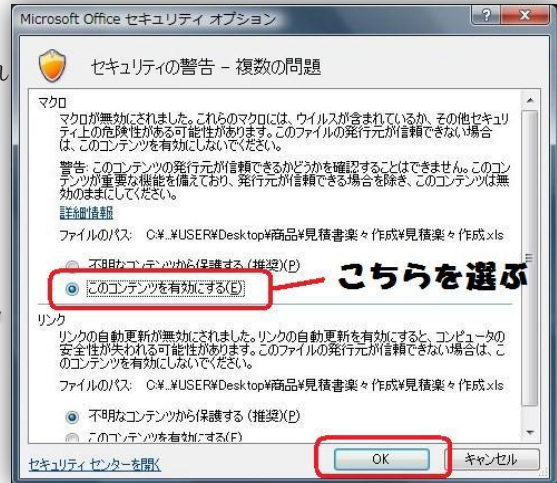 Microsoft Office セキュリティ オプション
セキュリティの警告 - 複数の問題
マクロ
マクロが無効にされました。これらのマクロには、ウイルスが含まれているか、その他セキュリ
ティ上の危険性がある可能性があります。このファイルの発行元が信頼できない場合
は、このコンテンツを有効にしないでください。
警告: このコンテンツの発行元が信頼できるかどうかを確認することはできません。このコン
テンツが重要な機能を備えており、発行元が信頼できる場合を除き、このコンテンツは無
効のままにしてください。
詳細情報
ファイルのパス: C:¥..¥USER¥Desktop¥商品¥見積書楽々作成¥見積楽々作成.xls
不明なコンテンツから保護する (推奨)(P)
このコンテンツを有効にする(E)
こちらを選ぶ
リンク
リンクの自動更新が無効にされました。リンクの自動更新を有効にすると、コンピュータの
安全性が失われる可能性があります。このファイルの発行元が信頼できない場合は、こ
のコンテンツを有効にしないでください。
ファイルのパス: C:¥..¥USER¥Desktop¥商品¥見積書楽々作成¥見積楽々作成.xls
不明なコンテンツから保護する (推奨)(P)
このコンテンツを有効にする(E)
セキュリティ センターを開く
OK
キャンセル